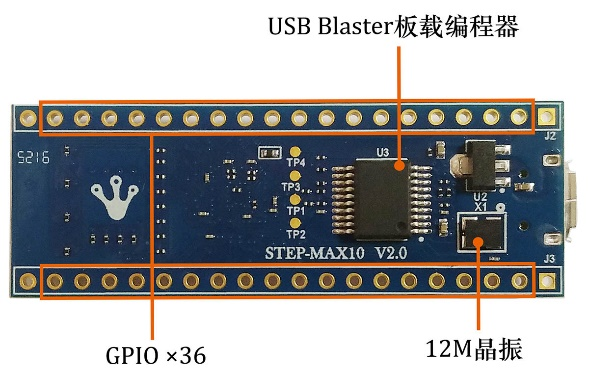 USB Blaster板载编程器
J2
5216
U3
TP4
TP3
U2
X1
TP1
TP2
STEP-MAX10 V2.0
J3
GPIO ×36
12M晶振